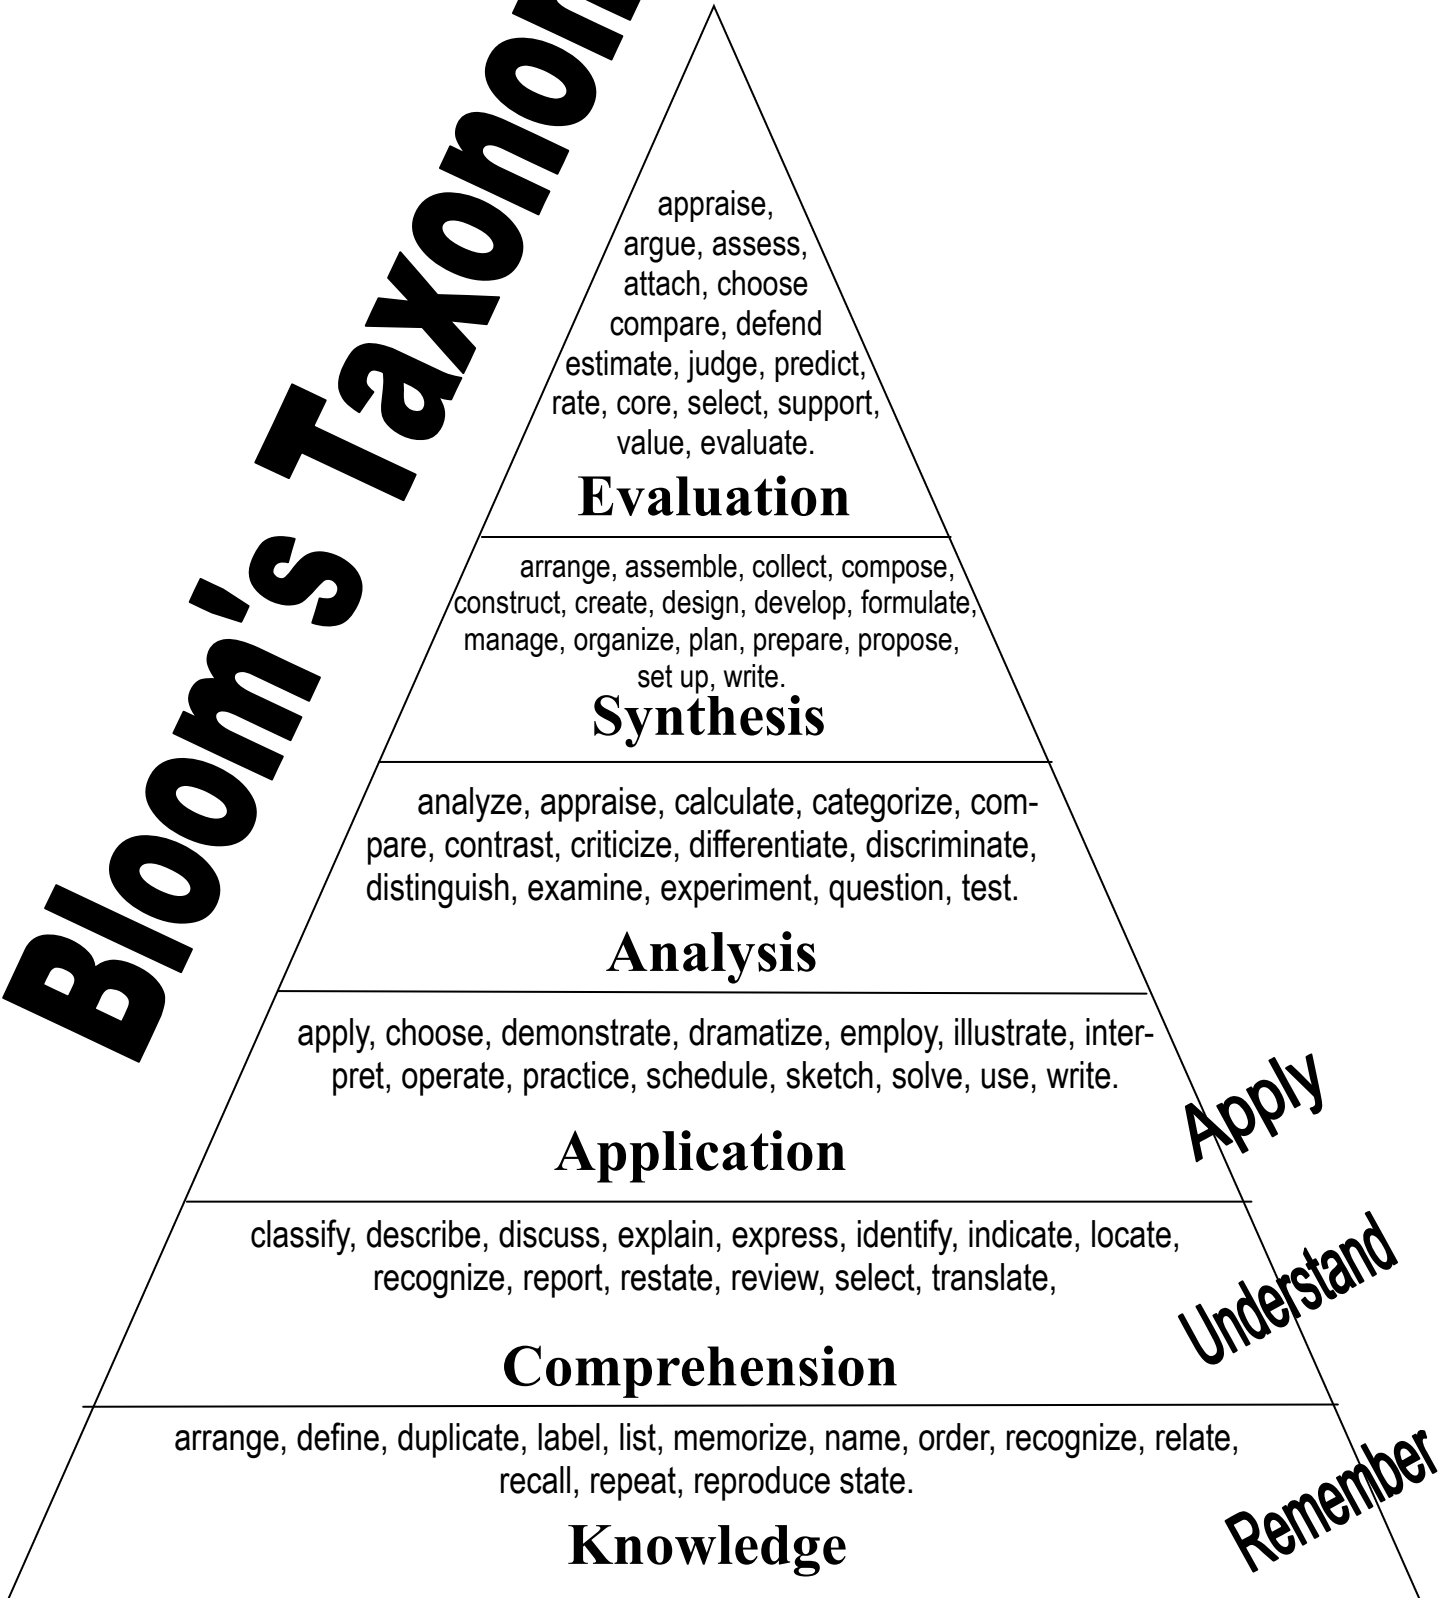 Bloom's Taxonom
appraise,
argue, assess,
attach, choose
compare, defend
estimate, judge, predict,
rate, core, select, support,
value, evaluate.
Evaluation
arrange, assemble, collect, compose,
construct, create, design, develop, formulate,
manage, organize, plan, prepare, propose,
set up, write.
Synthesis
analyze, appraise, calculate, categorize, com-
pare, contrast, criticize, differentiate, discriminate,
distinguish, examine, experiment, question, test.
Analysis
apply, choose, demonstrate, dramatize, employ, illustrate, inter-
pret, operate, practice, schedule, sketch, solve, use, write.
Application
Apply
classify, describe, discuss, explain, express, identify, indicate, locate,
recognize, report, restate, review, select, translate,
Comprehension
Understand
arrange, define, duplicate, label, list, memorize, name, order, recognize, relate,
recall, repeat, reproduce state.
Knowledge
Remember